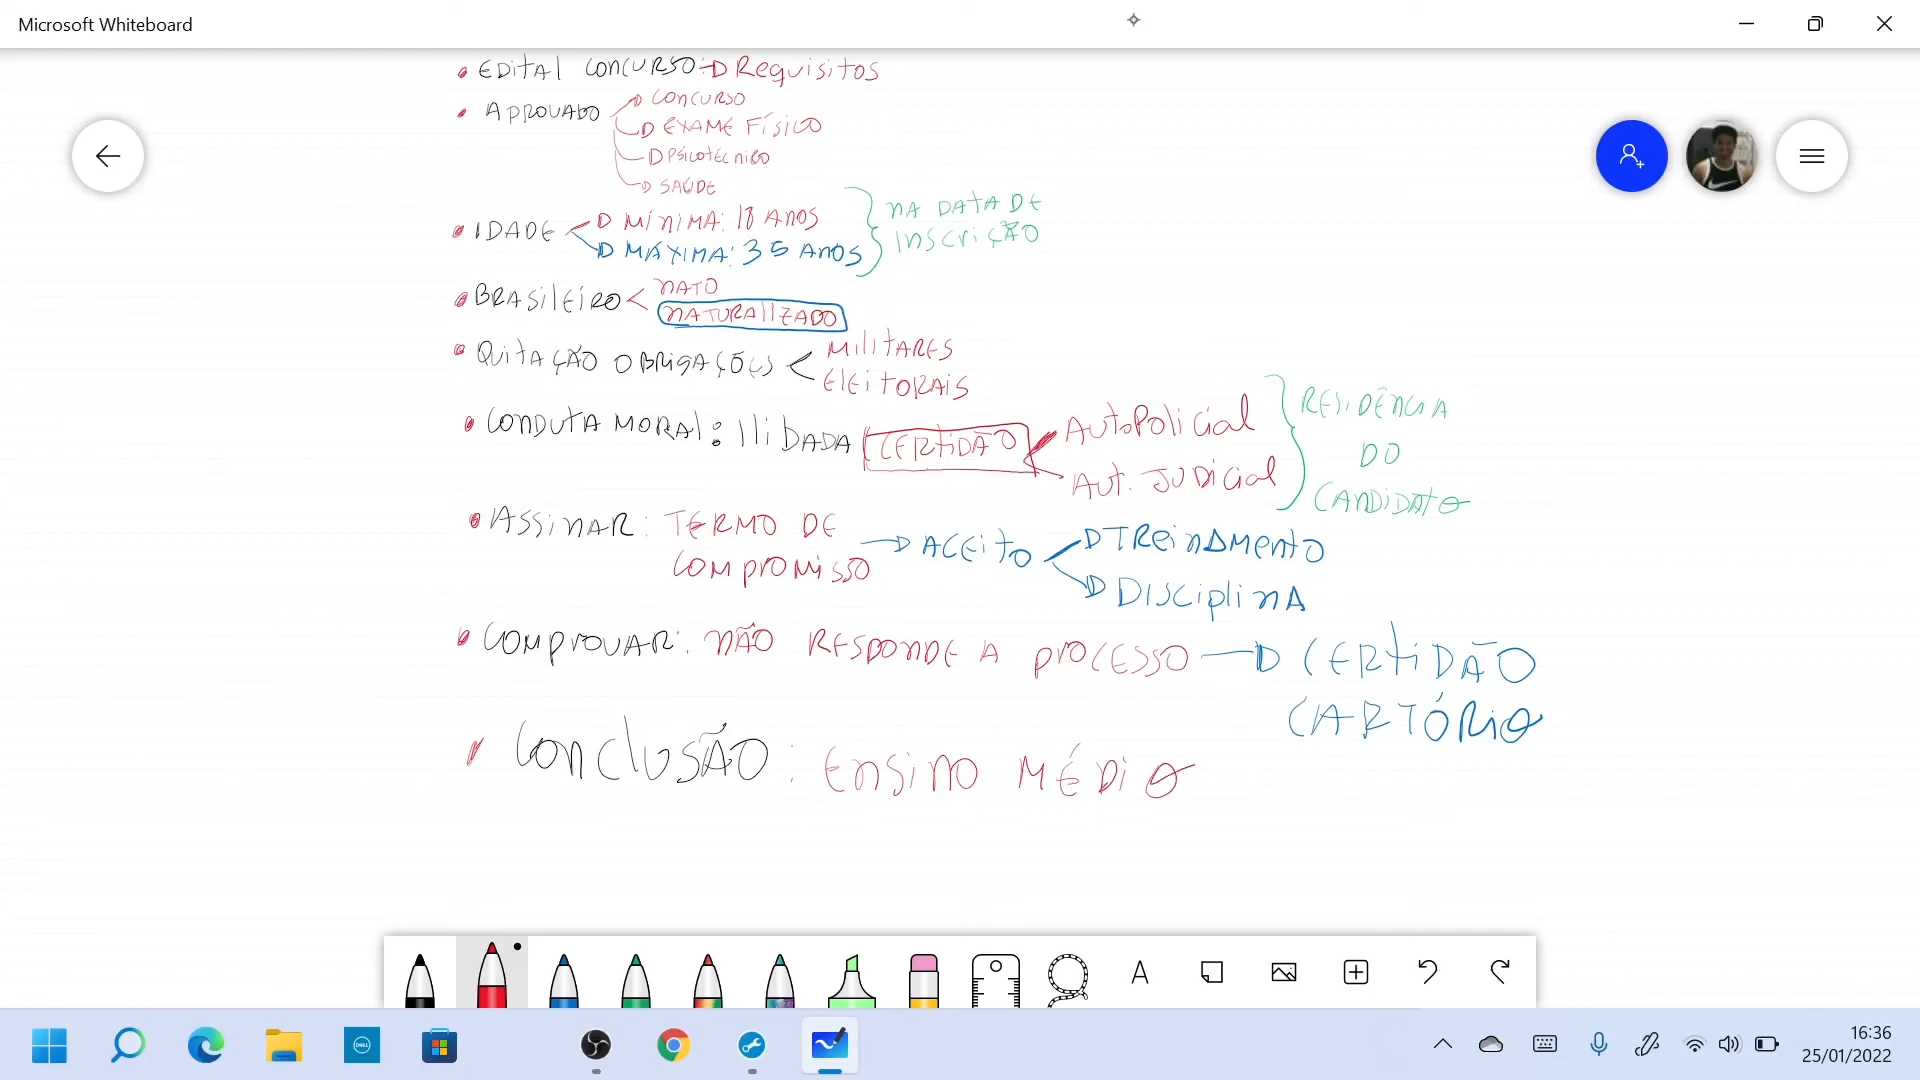 Microsoft Whiteboard
• EDITAL CONCURSO: REQUISITOS
• APROVADO
CONCURSO
EXAME FÍSICO
PSICOTECNICO
SAÚDE
• IDADE
MÍNIMA: 18 ANOS
MÁXIMA: 35 ANOS
NA DATA DE
INSCRIÇÃO
• BRASILEIRO
NATO
NATURALIZADO
• QUITAÇÃO OBRIGAÇÕES
MILITARES
ELEITORAIS
• CONDUTA MORAL: ILIBADA
CERTIDÃO
AUT. POLICIAL
AUT. JUDICIAL
RESIDÊNCIA
DO
CANDIDATO
• ASSINAR: TERMO DE
COMPROMISSO
ACEITO
TREINAMENTO
DISCIPLINA
• COMPROVAR: NÃO RESPONDE A PROCESSO
CERTIDÃO
CARTÓRIO
• CONCLUSÃO: ENSINO MÉDIO
DELL
16:36
25/01/2022